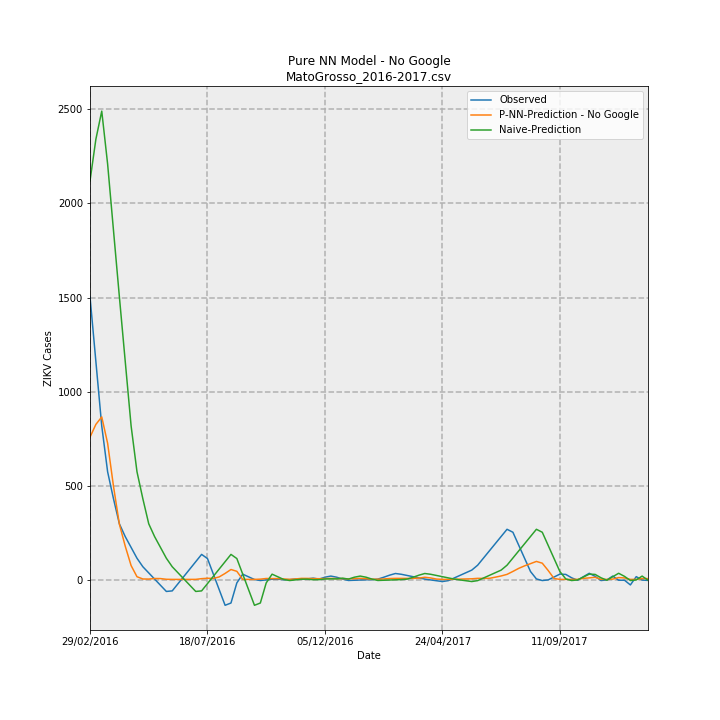 Pure NN Model - No Google
MatoGrosso_2016-2017.csv
Observed
P-NN-Prediction - No Google
Naive-Prediction
2500
2000
1500
1000
500
0
ZIKV Cases
29/02/2016
18/07/2016
05/12/2016
24/04/2017
11/09/2017
Date